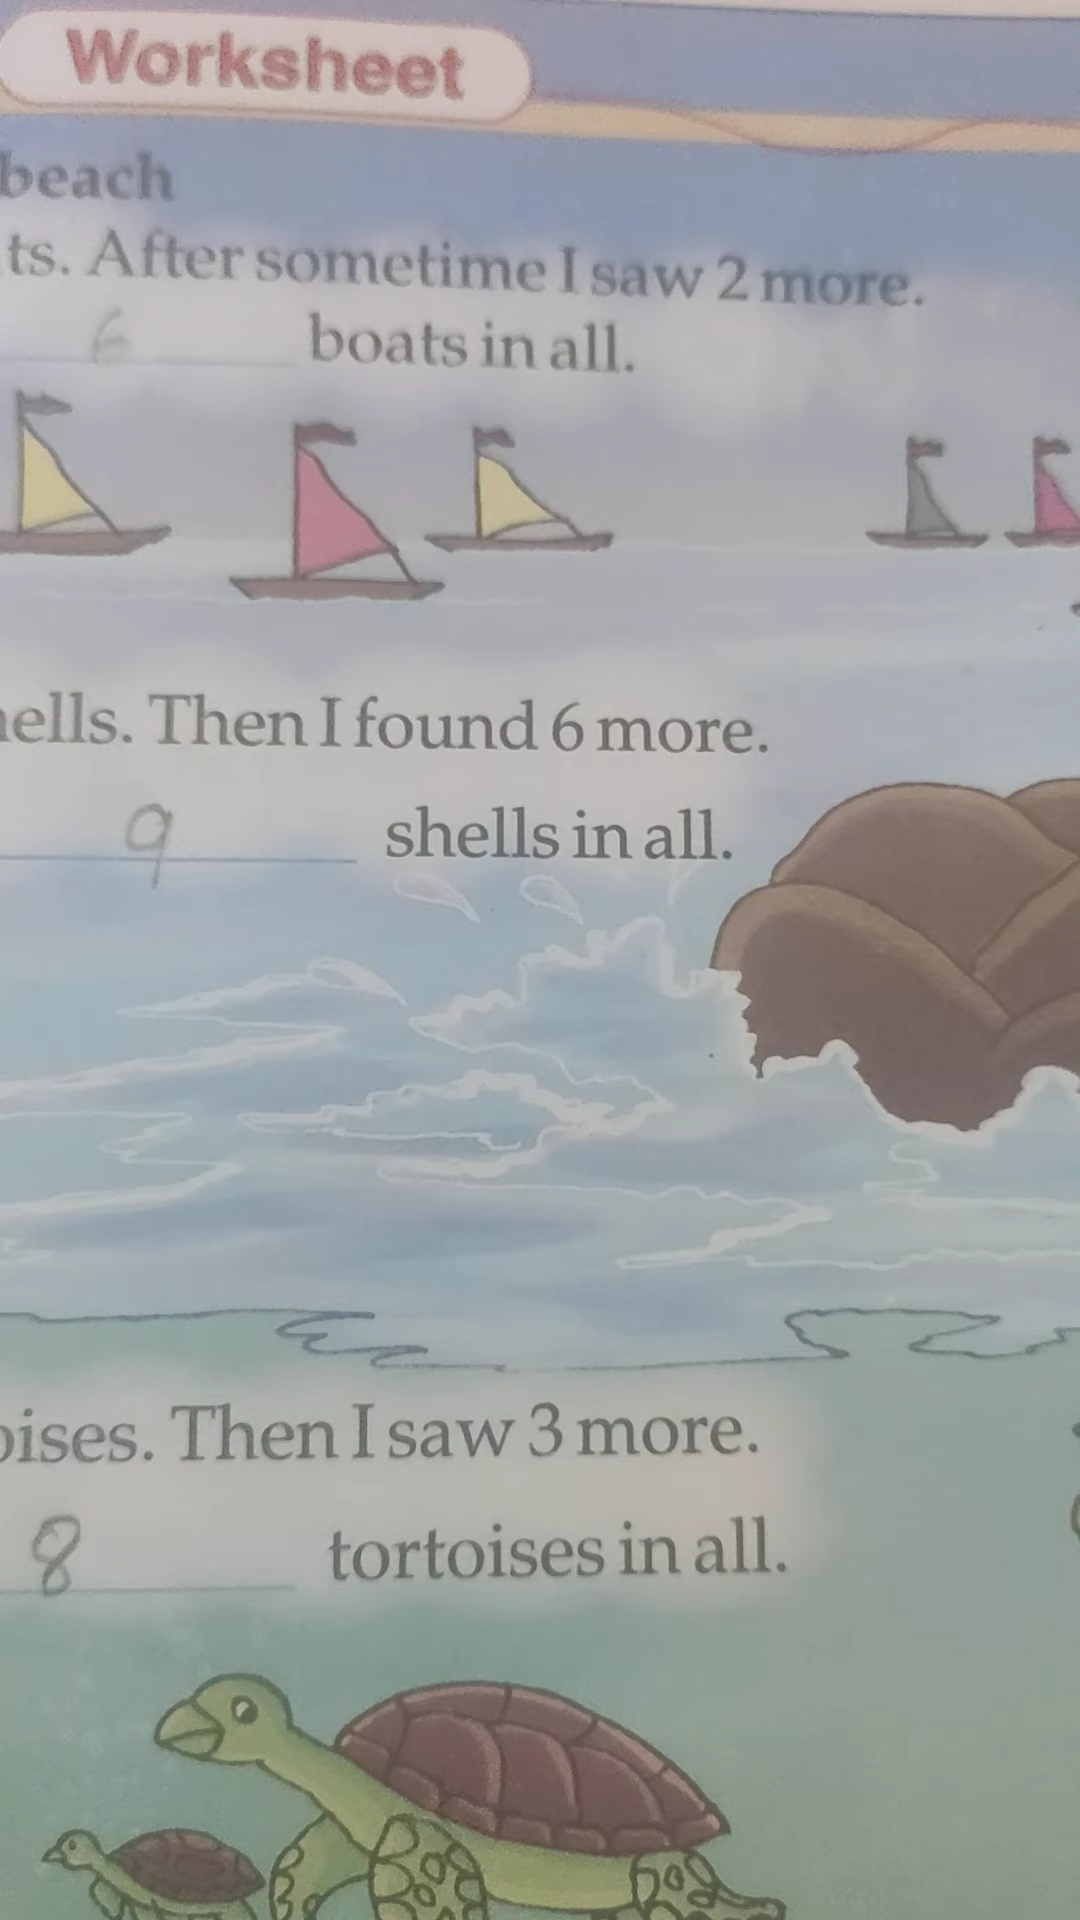 Worksheet
beach
ts. After sometime I saw 2 more.
6 boats in all.
ells. Then I found 6 more.
9 shells in all.
oises. Then I saw 3 more.
8 tortoises in all.